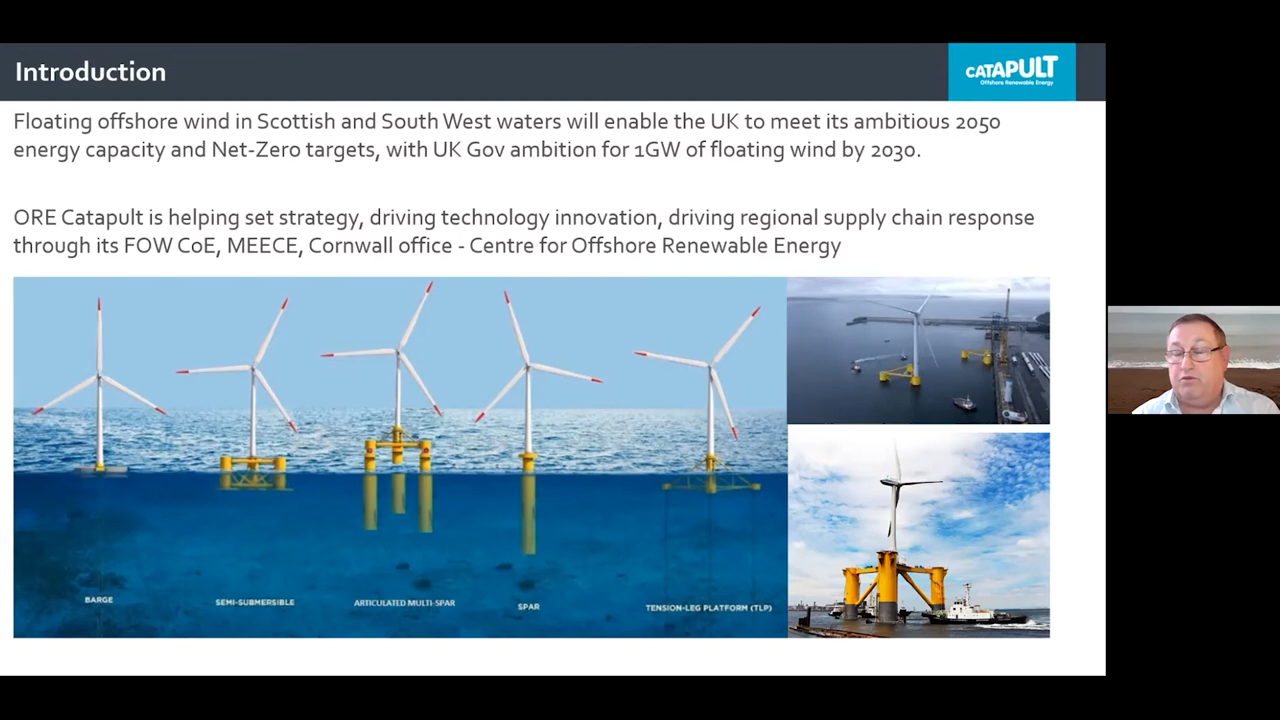 Introduction
CATAPULT
Offshore Renewable Energy
Floating offshore wind in Scottish and South West waters will enable the UK to meet its ambitious 2050
energy capacity and Net-Zero targets, with UK Gov ambition for 1GW of floating wind by 2030.
ORE Catapult is helping set strategy, driving technology innovation, driving regional supply chain response
through its FOW CoE, MEECE, Cornwall office - Centre for Offshore Renewable Energy
BARGE
SEMI-SUBMERSIBLE
ARTICULATED MULTI-SPAR
SPAR
TENSION-LEG PLATFORM (TLP)